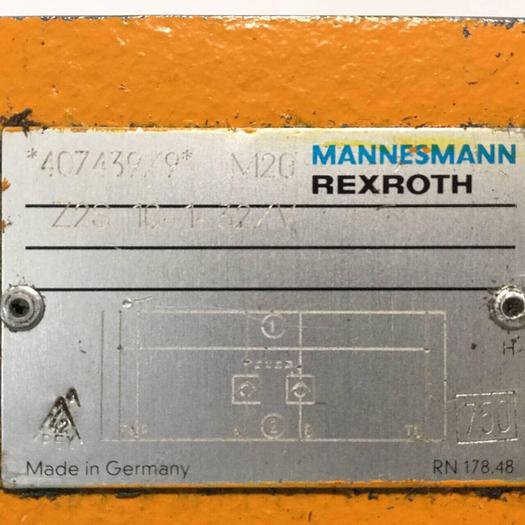 *407439/9* M20 MANNESMANN
REXROTH
Z2S 10-1-32/V
1
H
2
B
750
Made in Germany RN 178.48